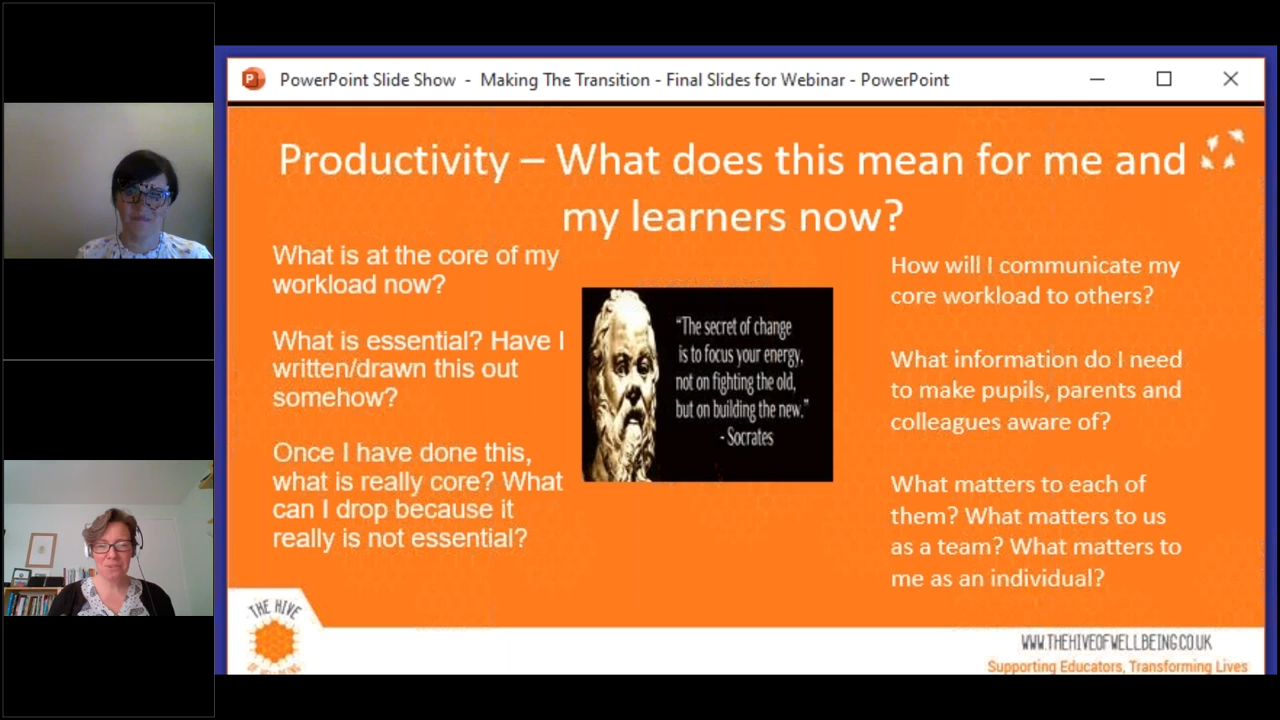 PowerPoint Slide Show - Making The Transition - Final Slides for Webinar - PowerPoint
Productivity – What does this mean for me and
my learners now?
What is at the core of my
workload now?
What is essential? Have I
written/drawn this out
somehow?
Once I have done this,
what is really core? What
can I drop because it
really is not essential?
“The secret of change
is to focus your energy,
not on fighting the old,
but on building the new.”
- Socrates
How will I communicate my
core workload to others?
What information do I need
to make pupils, parents and
colleagues aware of?
What matters to each of
them? What matters to us
as a team? What matters to
me as an individual?
THE HIVE
OF WELLBEING
WWW.THEHIVEOFWELLBEING.CO.UK
Supporting Educators, Transforming Lives